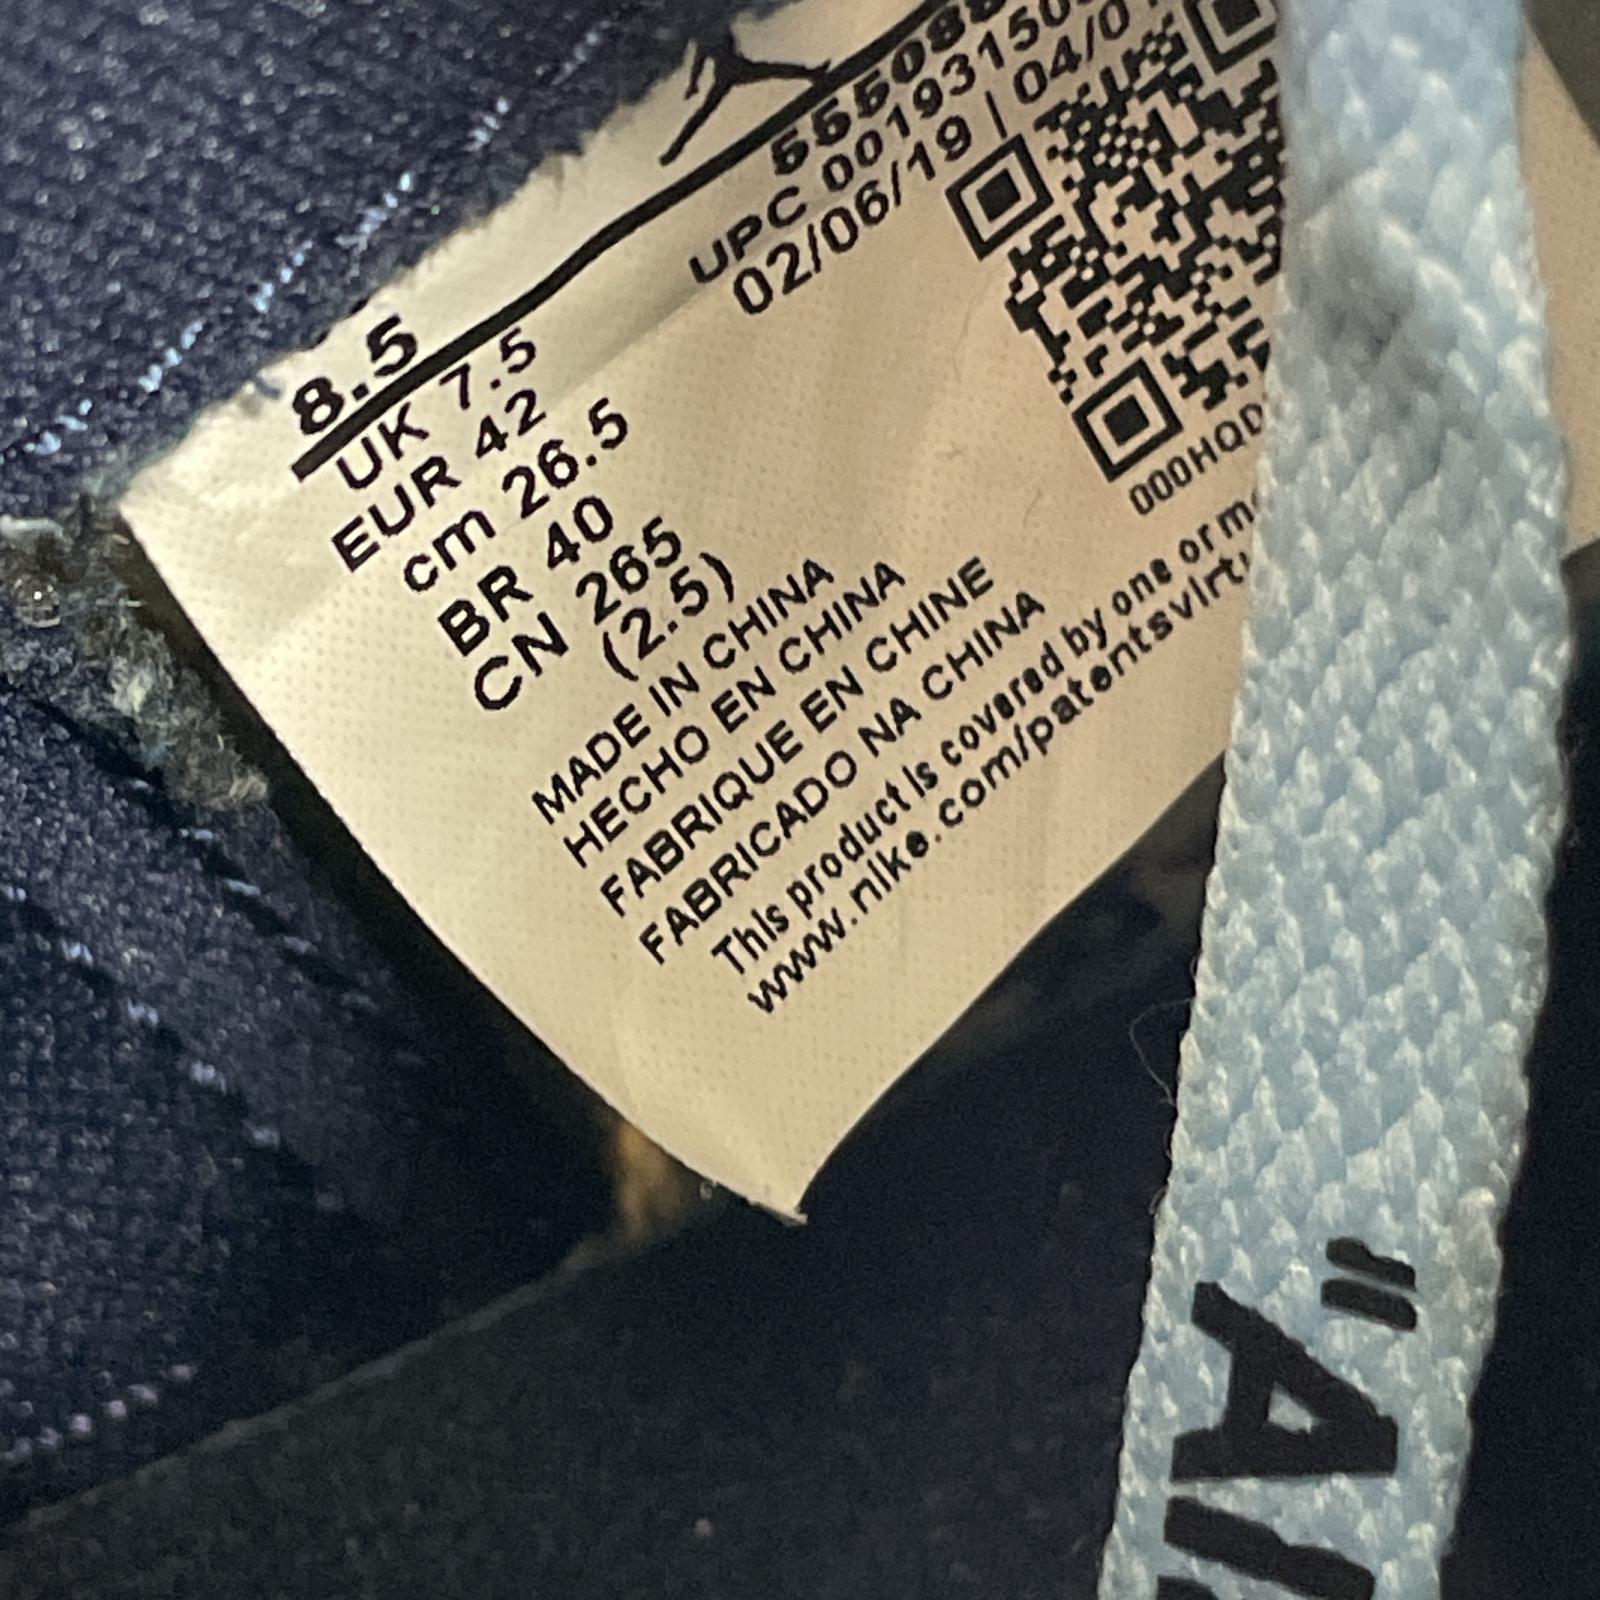 8.5
UK 7.5
EUR 42
cm 26.5
BR 40
CN 265
(2.5)
555088
UPC 001931505
02/06/19 | 04/0
000HQD
MADE IN CHINA
HECHO EN CHINA
FABRIQUE EN CHINE
FABRICADO NA CHINA
This product is covered by one or
www.nike.com/patentsvirt
"AI